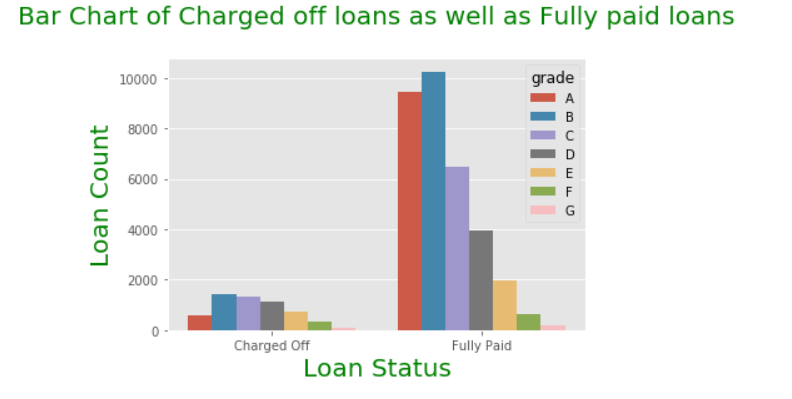 Bar Chart of Charged off loans as well as Fully paid loans
Loan Count
10000
8000
6000
4000
2000
0
grade
A
B
C
D
E
F
G
Charged Off
Fully Paid
Loan Status